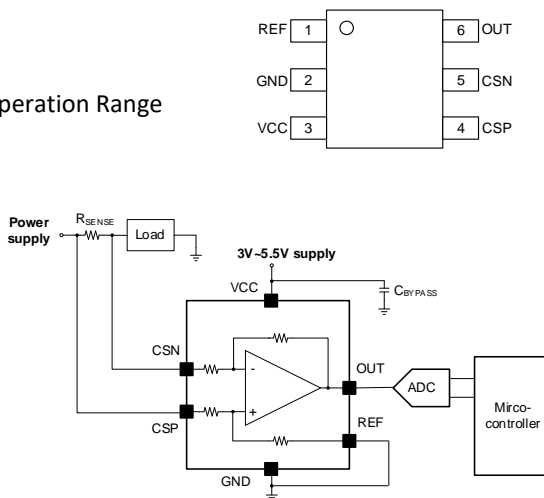 REF 1 6 OUT
GND 2 5 CSN
peration Range
VCC 3 4 CSP
Power supply
RSENSE
Load
3V~5.5V supply
VCC
CBYPASS
CSN
-
OUT
ADC
Mirco-
controller
+
CSP
REF
GND